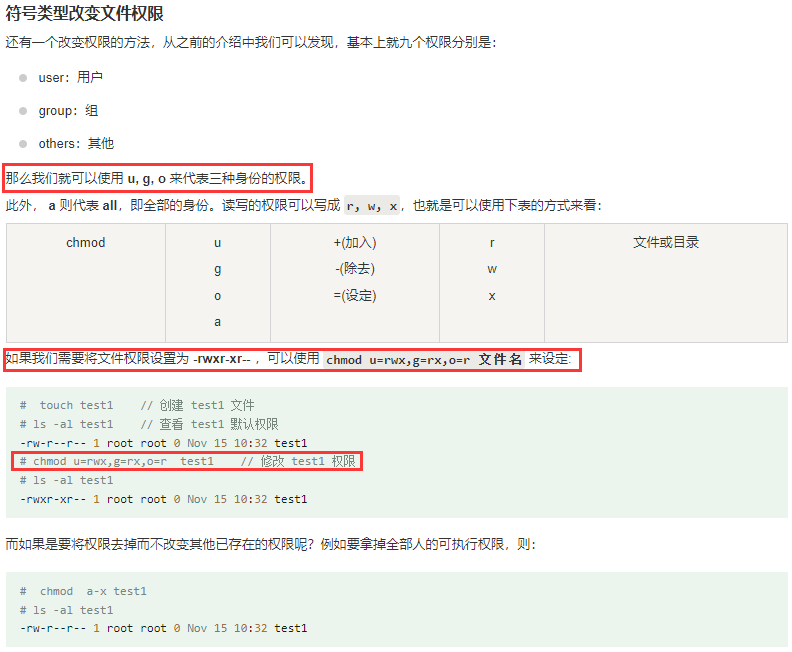 符号类型改变文件权限
还有一个改变权限的方法，从之前的介绍中我们可以发现，基本上就九个权限分别是：
user：用户
group：组
others：其他
那么我们就可以使用 u, g, o 来代表三种身份的权限。
此外， a 则代表 all，即全部的身份。读写的权限可以写成 r, w, x，也就是可以使用下表的方式来看：
chmod u +(加入) r 文件或目录
g -(除去) w
o =(设定) x
a
如果我们需要将文件权限设置为 -rwxr-xr-- ，可以使用 chmod u=rwx,g=rx,o=r 文件名 来设定:
#  touch test1    // 创建 test1 文件
# ls -al test1    // 查看 test1 默认权限
-rw-r--r-- 1 root root 0 Nov 15 10:32 test1
# chmod u=rwx,g=rx,o=r  test1    // 修改 test1 权限
# ls -al test1
-rwxr-xr-- 1 root root 0 Nov 15 10:32 test1
而如果是要将权限去掉而不改变其他已存在的权限呢？例如要拿掉全部人的可执行权限，则：
#  chmod  a-x test1
# ls -al test1
-rw-r--r-- 1 root root 0 Nov 15 10:32 test1